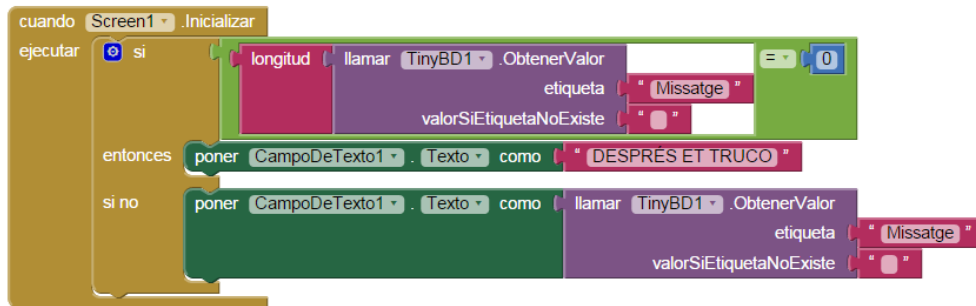 cuando Screen1 .Inicializar
ejecutar si longitud llamar TinyBD1 .ObtenerValor = 0
etiqueta " Missatge "
valorSiEtiquetaNoExiste " "
entonces poner CampoDeTexto1 . Texto como " DESPRÉS ET TRUCO "
si no poner CampoDeTexto1 . Texto como llamar TinyBD1 .ObtenerValor
etiqueta " Missatge "
valorSiEtiquetaNoExiste " "